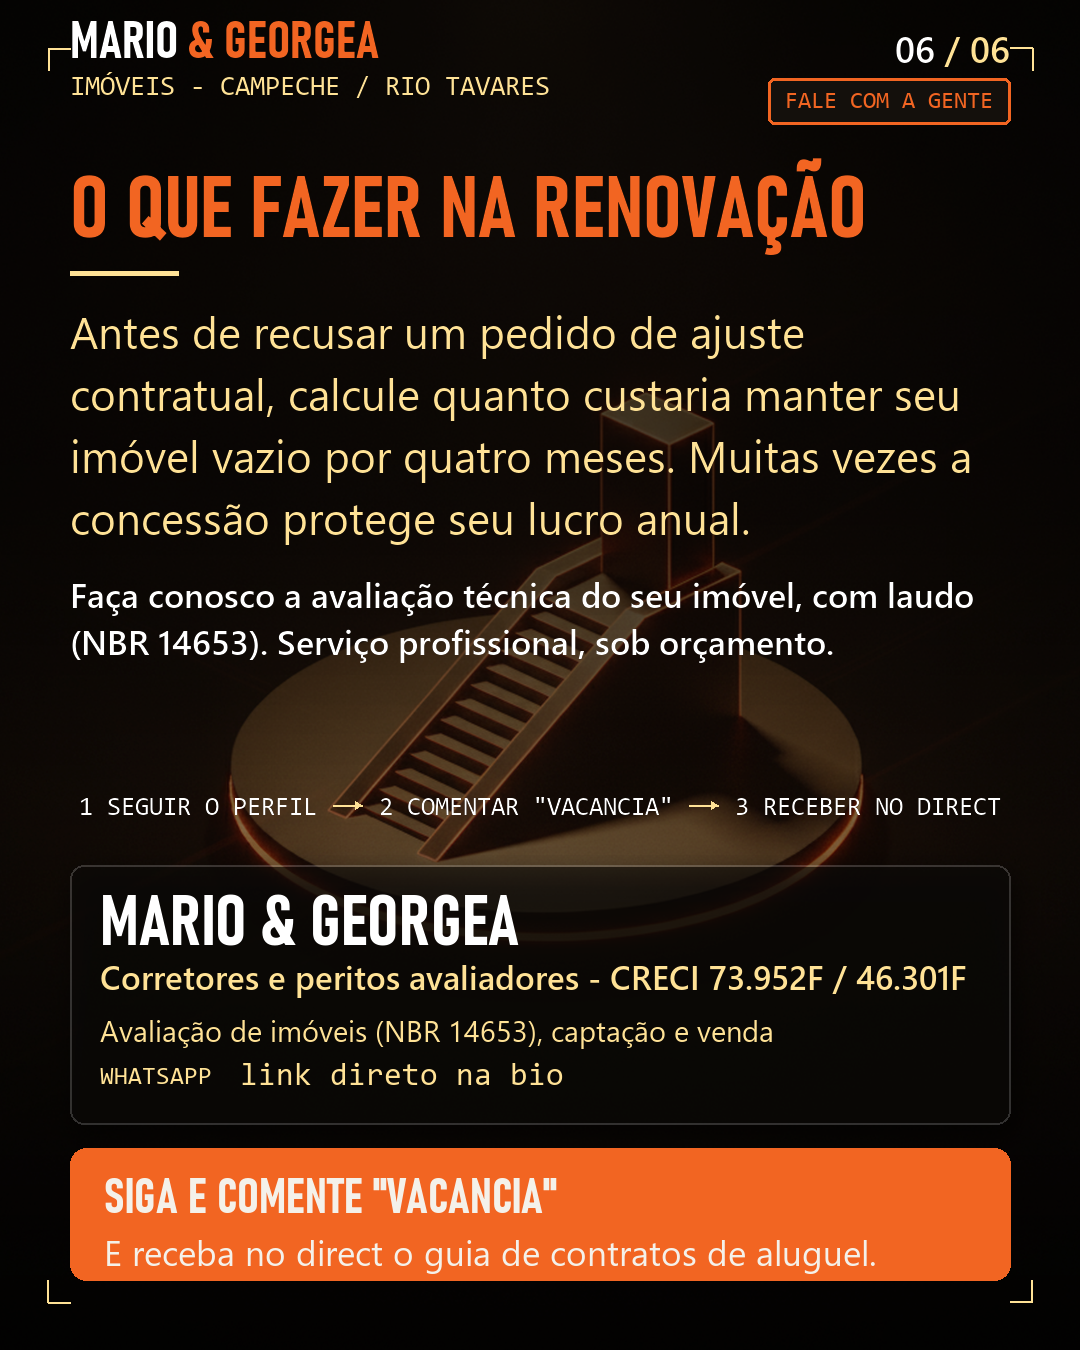 MARIO & GEORGEA
IMÓVEIS - CAMPECHE / RIO TAVARES
06 / 06
FALE COM A GENTE
O QUE FAZER NA RENOVAÇÃO
Antes de recusar um pedido de ajuste
contratual, calcule quanto custaria manter seu
imóvel vazio por quatro meses. Muitas vezes a
concessão protege seu lucro anual.
Faça conosco a avaliação técnica do seu imóvel, com laudo
(NBR 14653). Serviço profissional, sob orçamento.
1 SEGUIR O PERFIL → 2 COMENTAR "VACANCIA" → 3 RECEBER NO DIRECT
MARIO & GEORGEA
Corretores e peritos avaliadores - CRECI 73.952F / 46.301F
Avaliação de imóveis (NBR 14653), captação e venda
WHATSAPP link direto na bio
SIGA E COMENTE "VACANCIA"
E receba no direct o guia de contratos de aluguel.